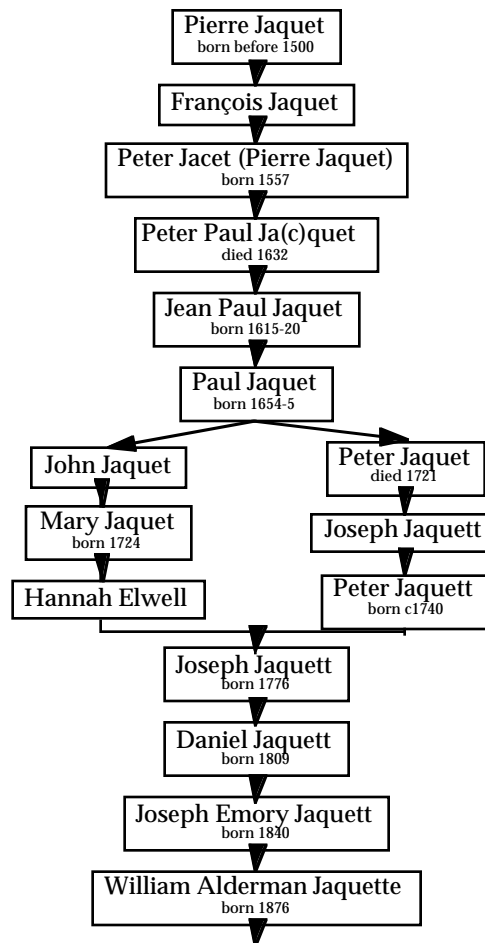 Pierre Jaquet
born before 1500
François Jaquet
Peter Jacet (Pierre Jaquet)
born 1557
Peter Paul Ja(c)quet
died 1632
Jean Paul Jaquet
born 1615-20
Paul Jaquet
born 1654-5
John Jaquet
Mary Jaquet
born 1724
Hannah Elwell
Peter Jaquet
died 1721
Joseph Jaquett
Peter Jaquett
born c1740
Joseph Jaquett
born 1776
Daniel Jaquett
born 1809
Joseph Emory Jaquett
born 1840
William Alderman Jaquette
born 1876